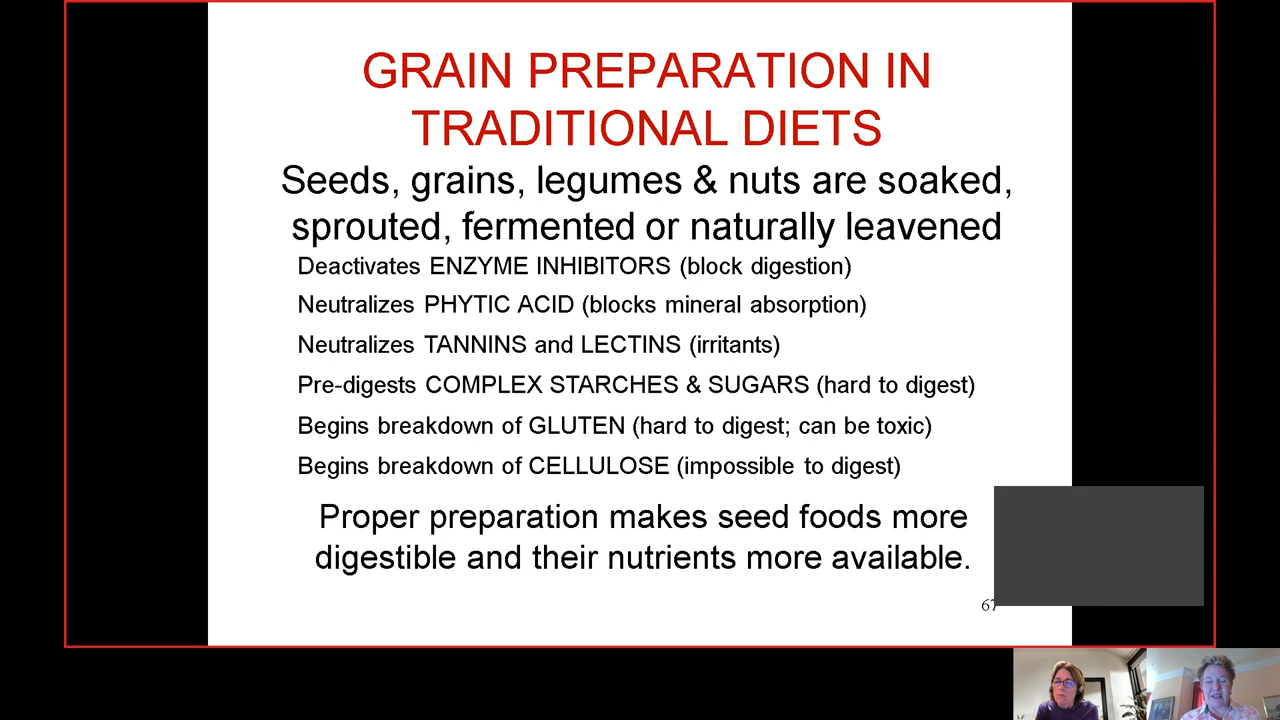 GRAIN PREPARATION IN
TRADITIONAL DIETS
Seeds, grains, legumes & nuts are soaked,
sprouted, fermented or naturally leavened
Deactivates ENZYME INHIBITORS (block digestion)
Neutralizes PHYTIC ACID (blocks mineral absorption)
Neutralizes TANNINS and LECTINS (irritants)
Pre-digests COMPLEX STARCHES & SUGARS (hard to digest)
Begins breakdown of GLUTEN (hard to digest; can be toxic)
Begins breakdown of CELLULOSE (impossible to digest)
Proper preparation makes seed foods more
digestible and their nutrients more available.
67